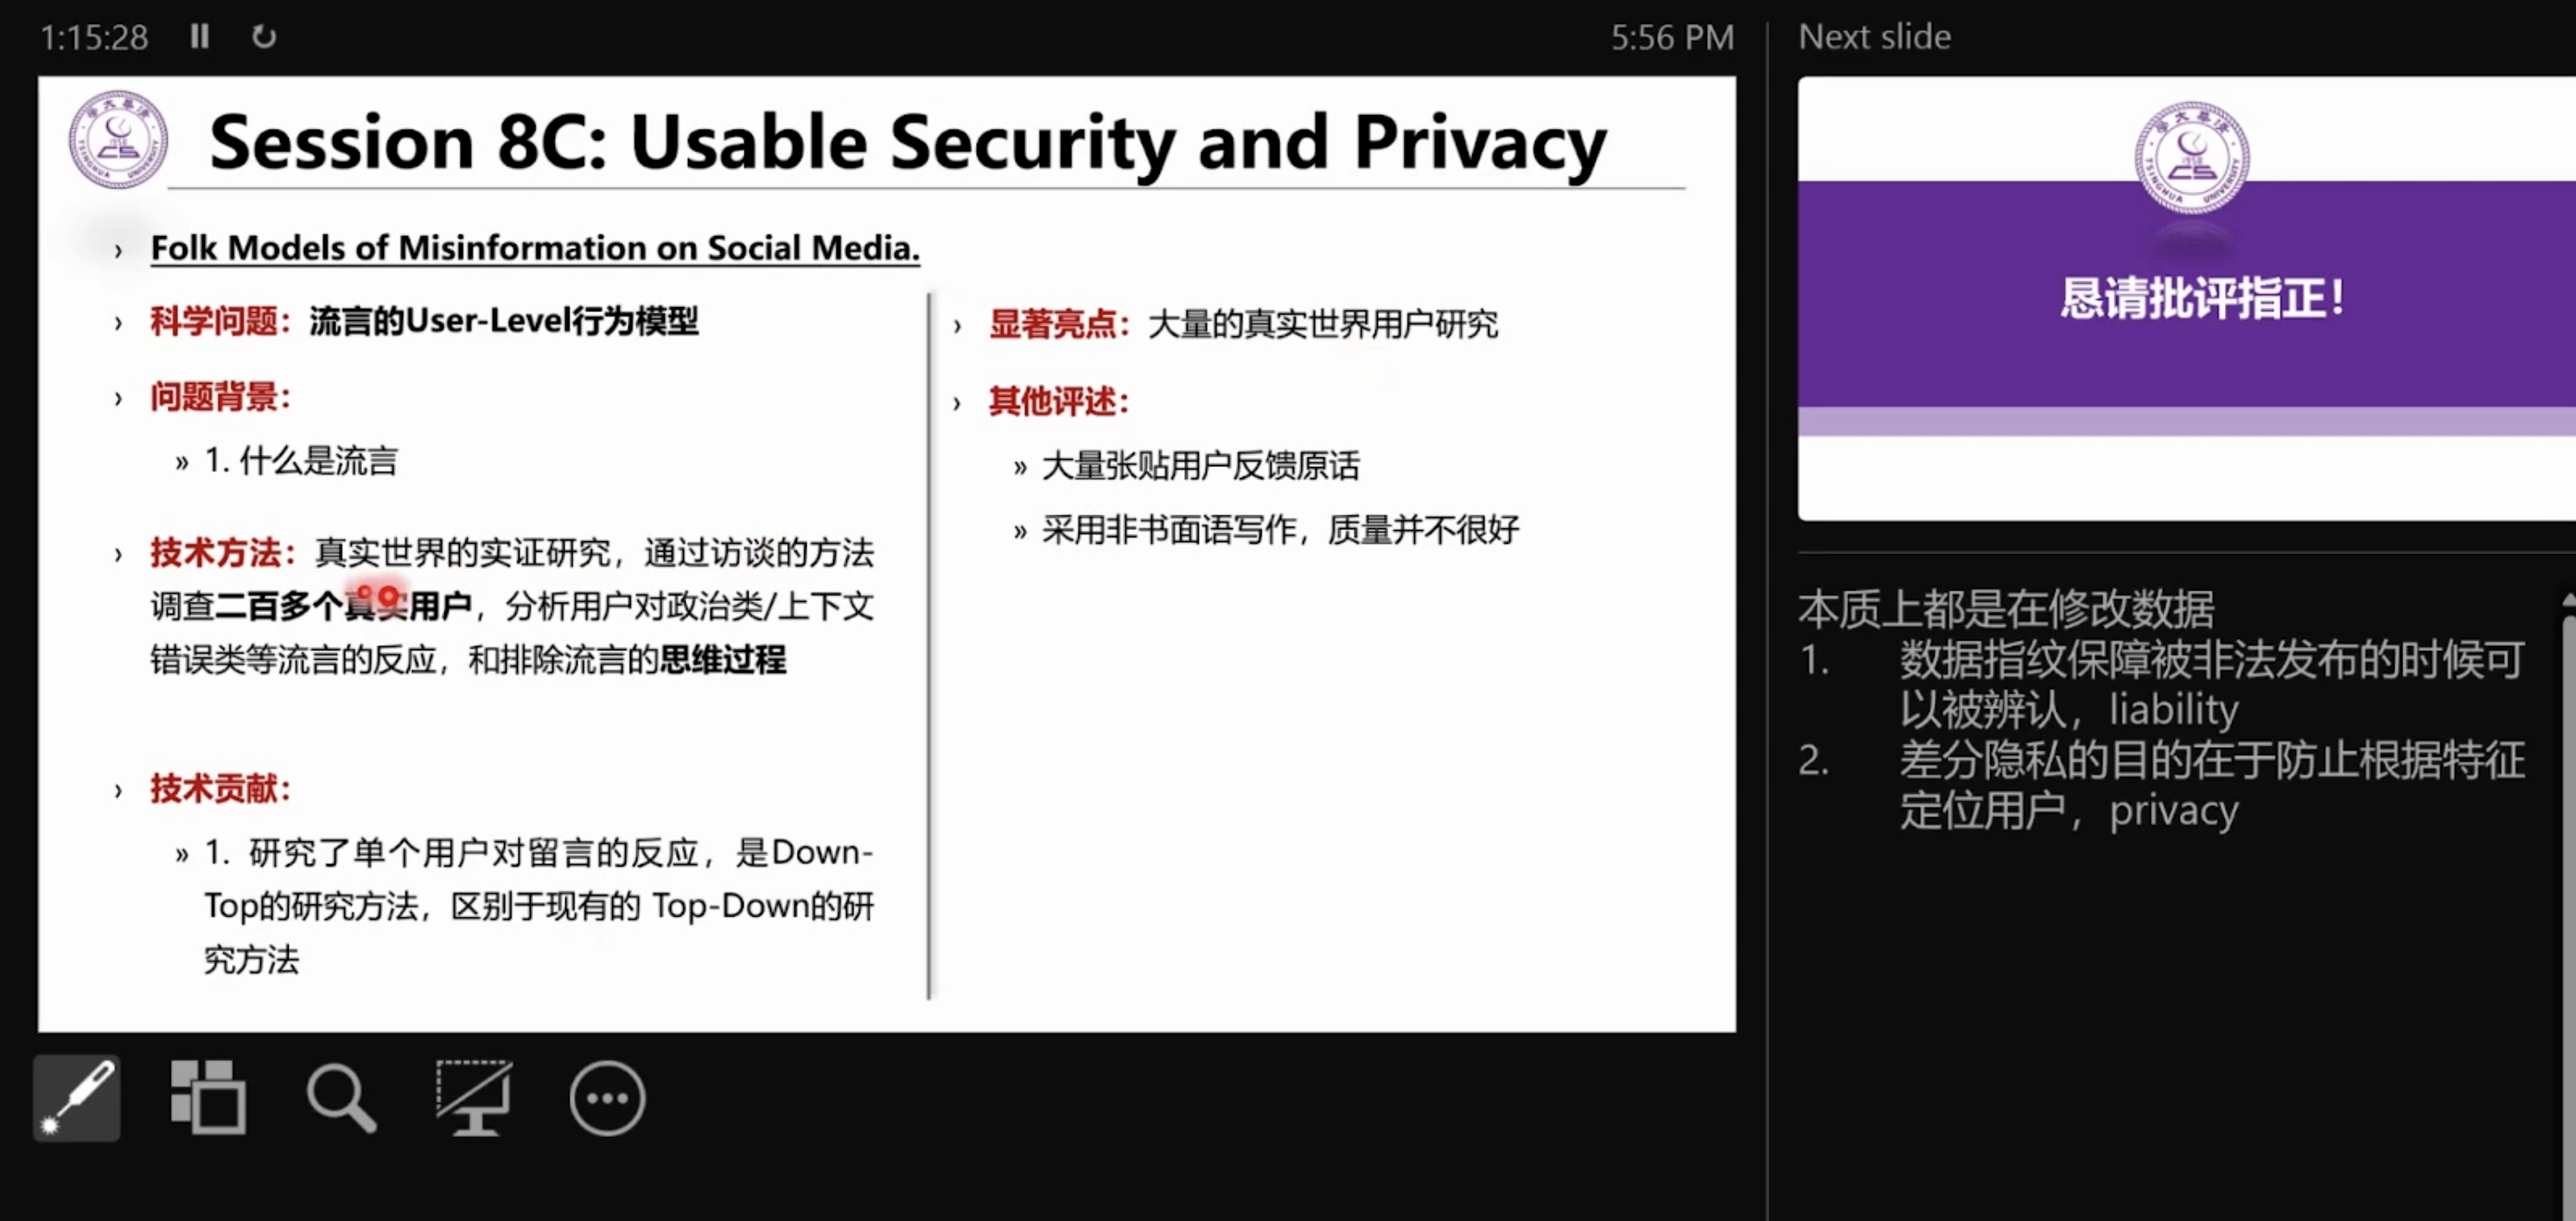 1:15:28
5:56 PM
Next slide
Session 8C: Usable Security and Privacy
Folk Models of Misinformation on Social Media.
科学问题：流言的User-Level行为模型
问题背景：
1. 什么是流言
技术方法：真实世界的实证研究，通过访谈的方法
调查二百多个真实用户，分析用户对政治类/上下文
错误类等流言的反应，和排除流言的思维过程
技术贡献：
1. 研究了单个用户对留言的反应，是Down-
Top的研究方法，区别于现有的 Top-Down的研
究方法
显著亮点：大量的真实世界用户研究
其他评述：
大量张贴用户反馈原话
采用非书面语写作，质量并不很好
TSINGHUA UNIVERSITY
恳请批评指正！
本质上都是在修改数据
1. 数据指纹保障被非法发布的时候可
以被辨认，liability
2. 差分隐私的目的在于防止根据特征
定位用户，privacy